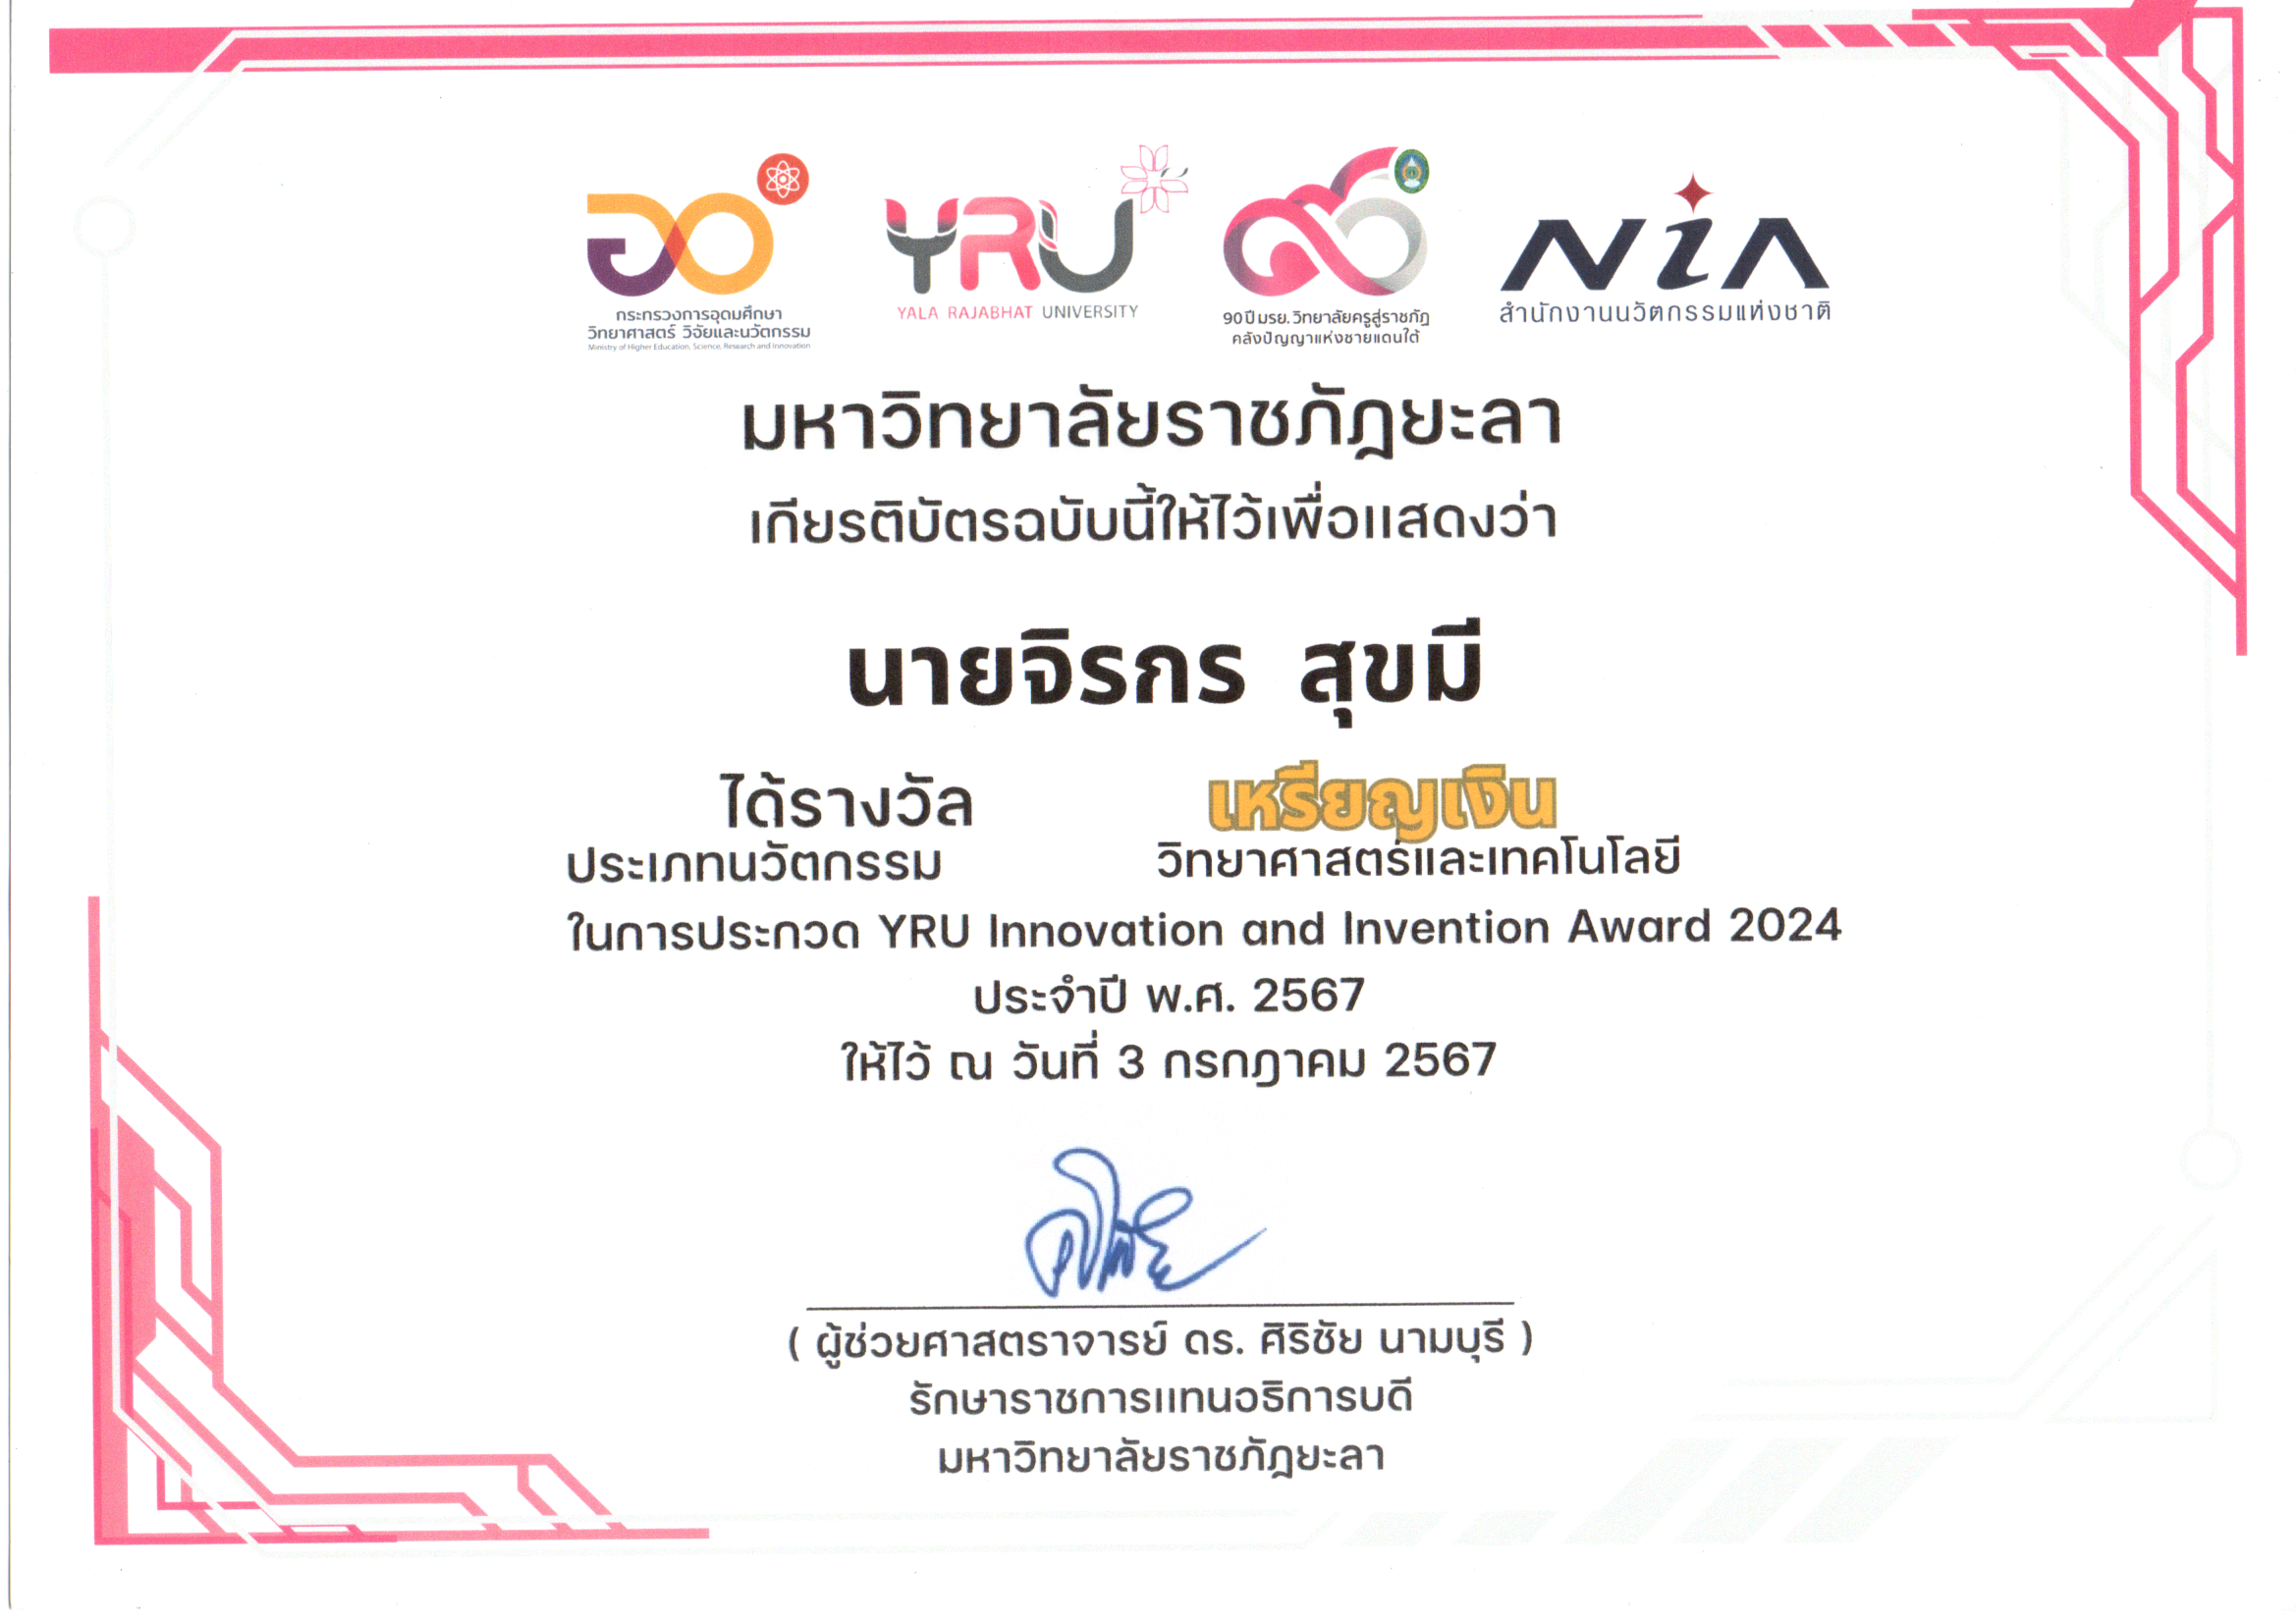 กระทรวงการอุดมศึกษา
วิทยาศาสตร์ วิจัยและนวัตกรรม
Ministry of Higher Education, Science, Research and Innovation
YRU
YALA RAJABHAT UNIVERSITY
90 ปี มรย. วิทยาลัยครูสู่ราชภัฏ
คลังปัญญาแห่งชายแดนใต้
NiA
สำนักงานนวัตกรรมแห่งชาติ
มหาวิทยาลัยราชภัฏยะลา
เกียรติบัตรฉบับนี้ให้ไว้เพื่อแสดงว่า
นายจิรกร สุขมี
ได้รางวัล เหรียญเงิน
ประเภทนวัตกรรม วิทยาศาสตร์และเทคโนโลยี
ในการประกวด YRU Innovation and Invention Award 2024
ประจำปี พ.ศ. 2567
ให้ไว้ ณ วันที่ 3 กรกฎาคม 2567
( ผู้ช่วยศาสตราจารย์ ดร. ศิริชัย นามบุรี )
รักษาราชการแทนอธิการบดี
มหาวิทยาลัยราชภัฏยะลา